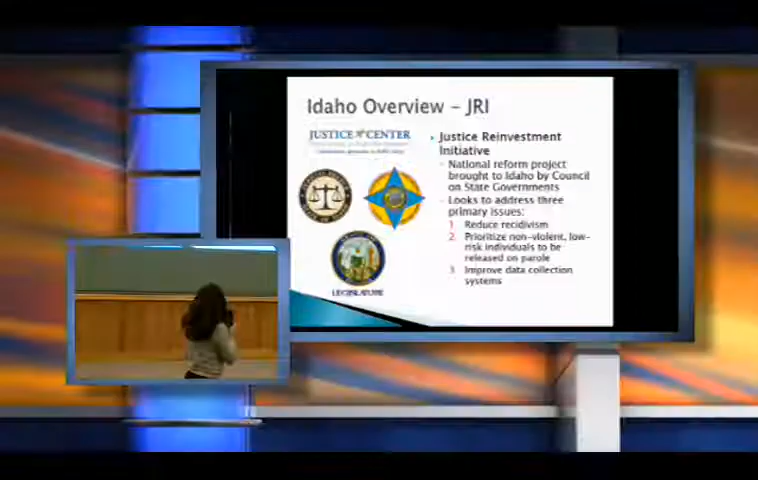 Idaho Overview - JRI
JUSTICE CENTER
Justice Reinvestment
Initiative
National reform project
brought to Idaho by Council
on State Governments
Looks to address three
primary issues:
1. Reduce recidivism
2. Prioritize non-violent, low-
risk individuals to be
released on parole
3. Improve data collection
systems
LEGISLATURE